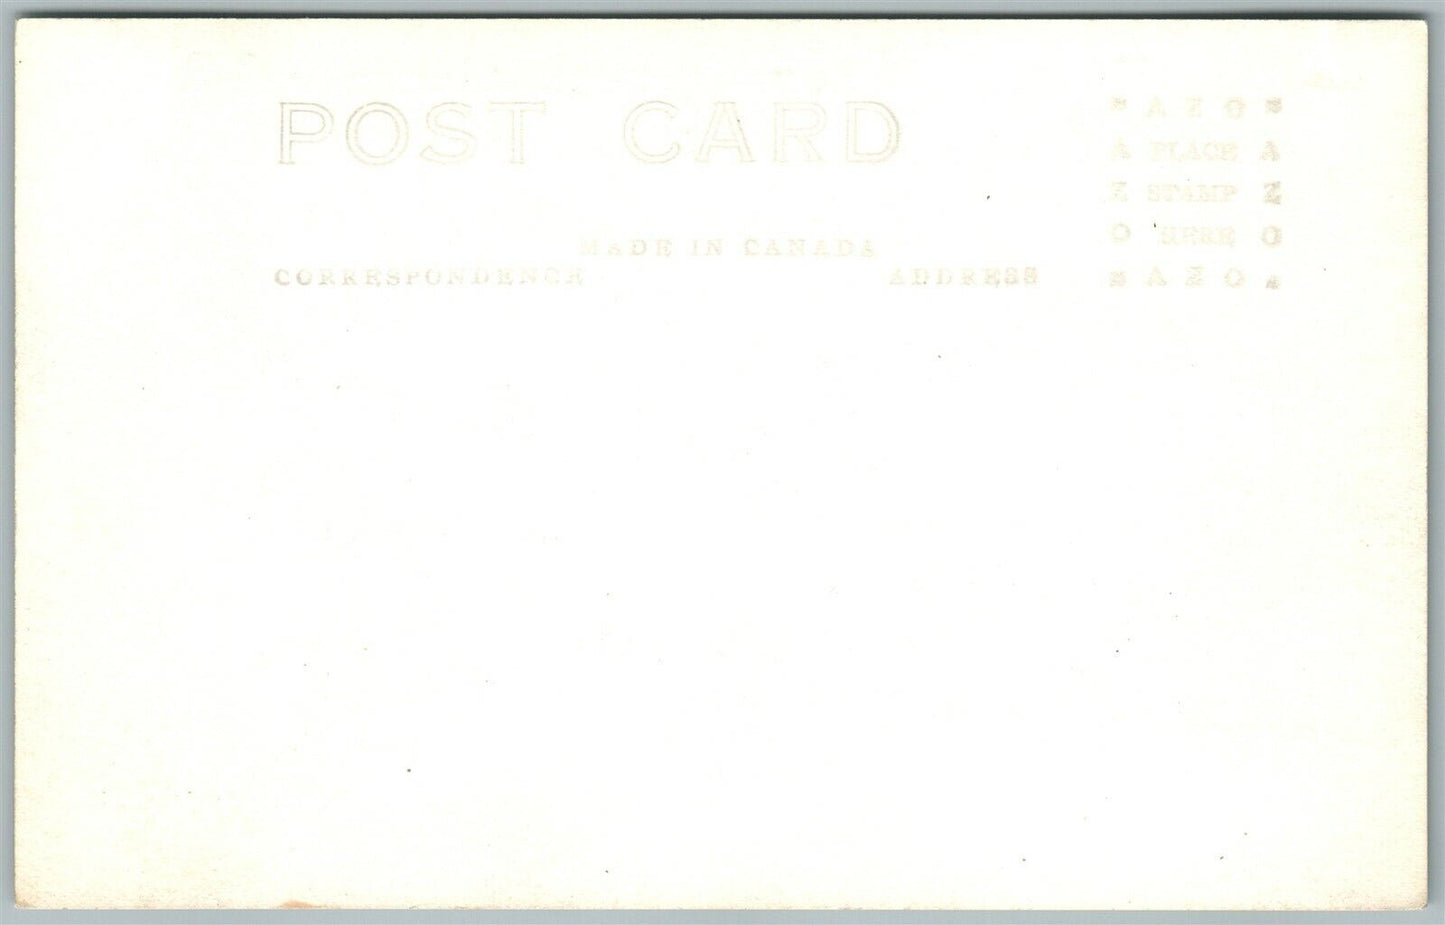 POST CARD
MADE IN CANADA
CORRESPONDENCE
ADDRESS
AZO
A PLACE A
Z STAMP Z
O HERE O
AZO